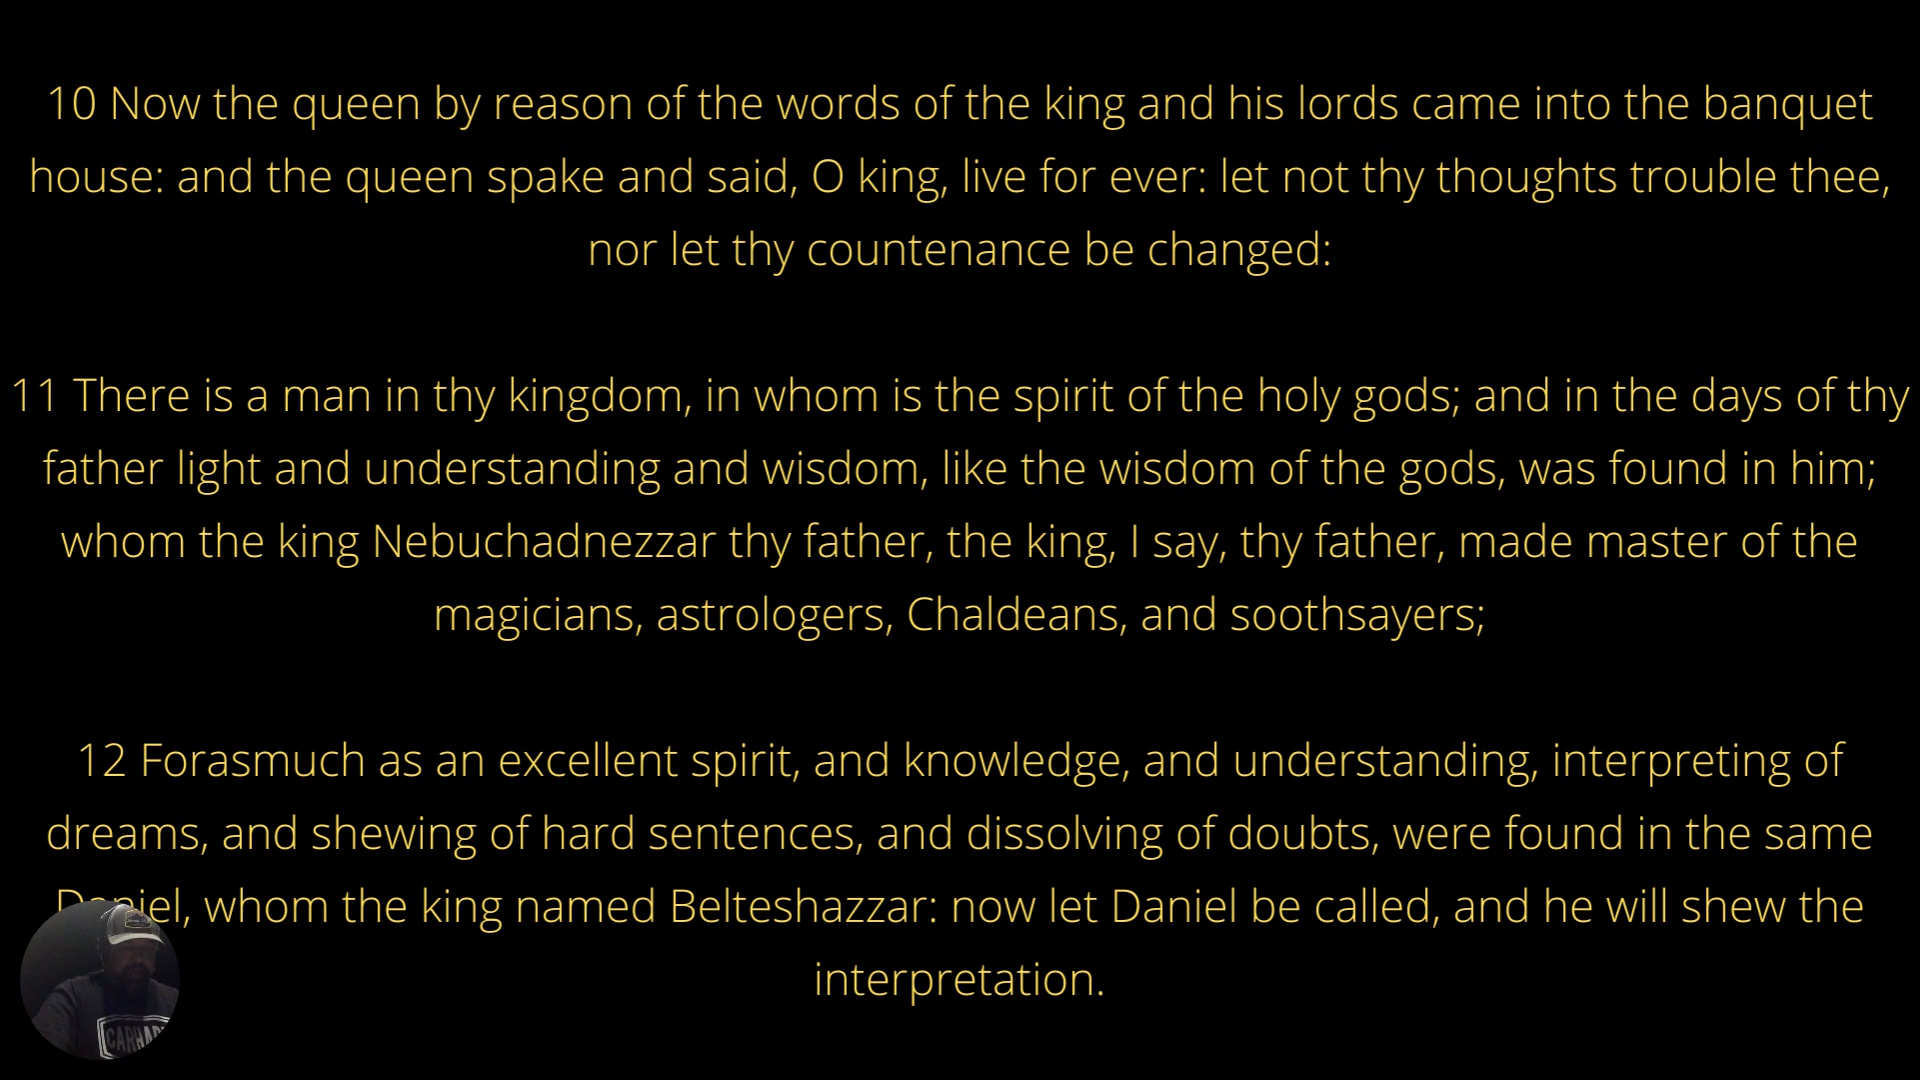 10 Now the queen by reason of the words of the king and his lords came into the banquet
house: and the queen spake and said, O king, live for ever: let not thy thoughts trouble thee,
nor let thy countenance be changed:
11 There is a man in thy kingdom, in whom is the spirit of the holy gods; and in the days of thy
father light and understanding and wisdom, like the wisdom of the gods, was found in him;
whom the king Nebuchadnezzar thy father, the king, I say, thy father, made master of the
magicians, astrologers, Chaldeans, and soothsayers;
12 Forasmuch as an excellent spirit, and knowledge, and understanding, interpreting of
dreams, and shewing of hard sentences, and dissolving of doubts, were found in the same
Daniel, whom the king named Belteshazzar: now let Daniel be called, and he will shew the
interpretation.